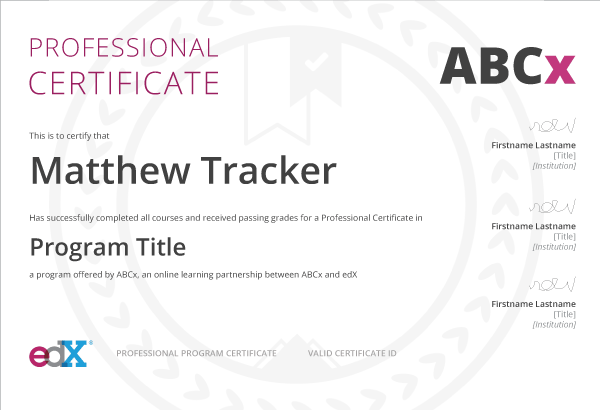 PROFESSIONAL
CERTIFICATE
ABCx
This is to certify that
Matthew Tracker
Has successfully completed all courses and received passing grades for a Professional Certificate in
Program Title
a program offered by ABCx, an online learning partnership between ABCx and edX
Firstname Lastname
[Title]
[Institution]
Firstname Lastname
[Title]
[Institution]
Firstname Lastname
[Title]
[Institution]
edX®
PROFESSIONAL PROGRAM CERTIFICATE
VALID CERTIFICATE ID